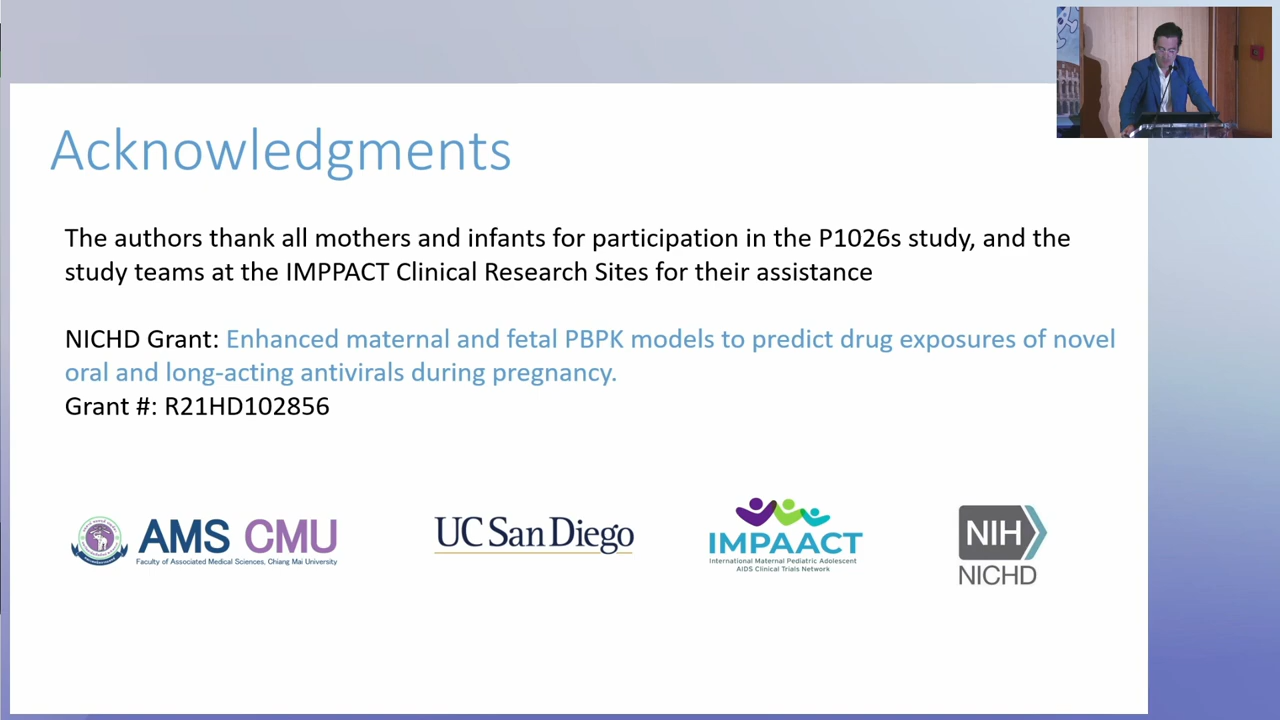 Acknowledgments
The authors thank all mothers and infants for participation in the P1026s study, and the
study teams at the IMPPACT Clinical Research Sites for their assistance
NICHD Grant: Enhanced maternal and fetal PBPK models to predict drug exposures of novel
oral and long-acting antivirals during pregnancy.
Grant #: R21HD102856
AMS CMU
Faculty of Associated Medical Sciences, Chiang Mai University
UC San Diego
IMPAACT
International Maternal Pediatric Adolescent
AIDS Clinical Trials Network
NIH
NICHD